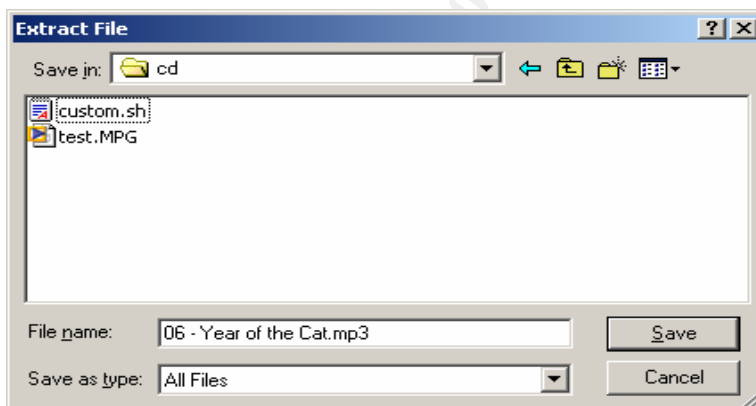 Extract File
Save in: cd
custom.sh
test.MPG
File name: 06 - Year of the Cat.mp3 Save
Save as type: All Files Cancel